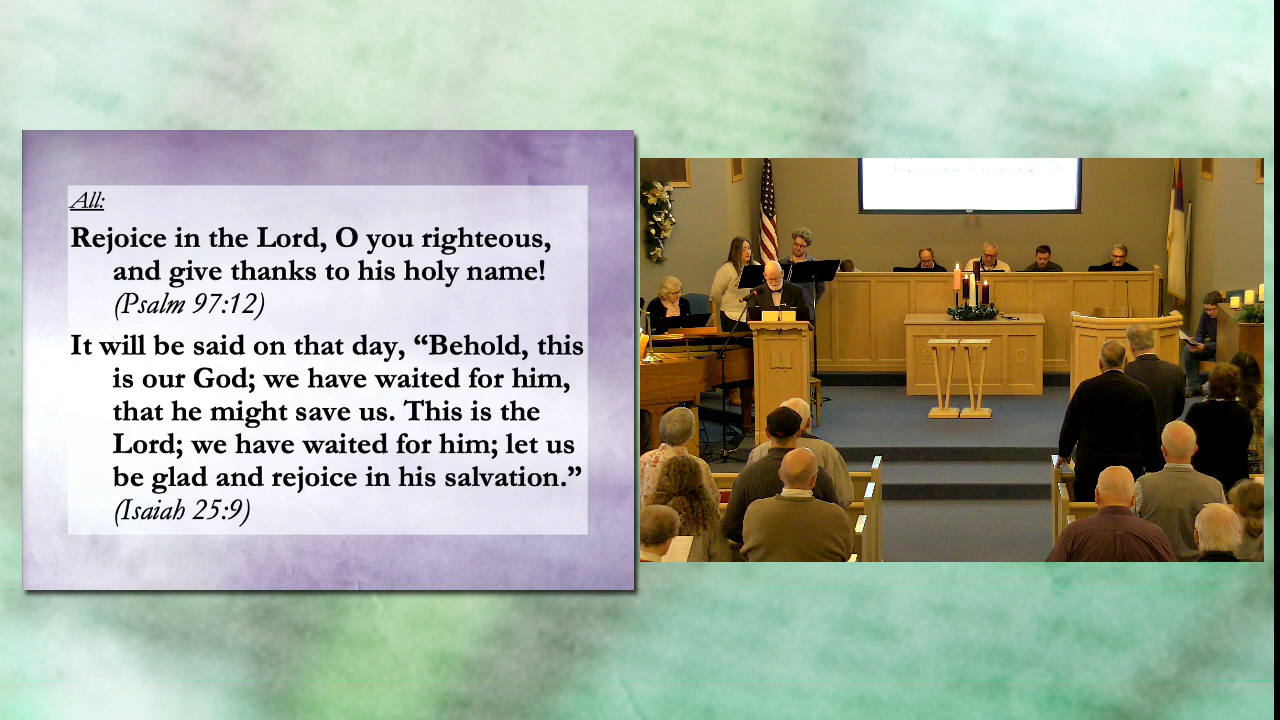 All:
Rejoice in the Lord, O you righteous,
and give thanks to his holy name!
(Psalm 97:12)
It will be said on that day, “Behold, this
is our God; we have waited for him,
that he might save us. This is the
Lord; we have waited for him; let us
be glad and rejoice in his salvation.”
(Isaiah 25:9)